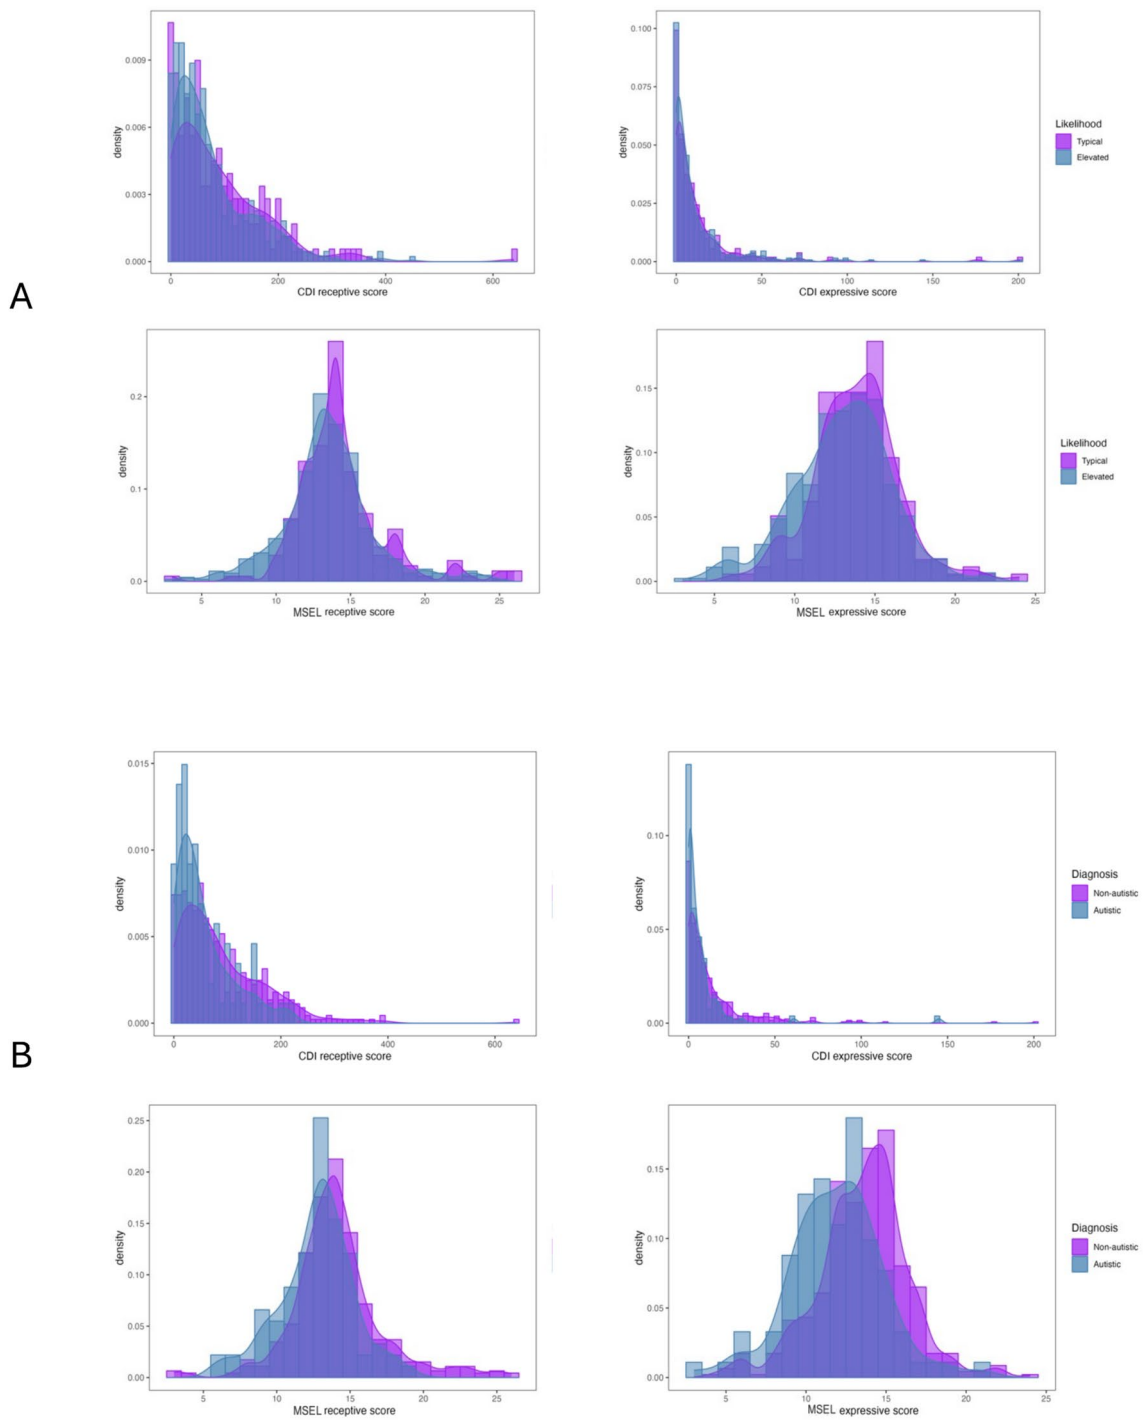 0.009
0.006
0.003
0.000
density
0 200 400 600
CDI receptive score
0.100
0.075
0.050
0.025
0.000
density
0 50 100 150 200
CDI expressive score
Likelihood
Typical
Elevated
A
0.2
0.1
0.0
density
5 10 15 20 25
MSEL receptive score
0.15
0.10
0.05
0.00
density
5 10 15 20 25
MSEL expressive score
Likelihood
Typical
Elevated
0.015
0.010
0.005
0.000
density
0 200 400 600
CDI receptive score
0.10
0.05
0.00
density
0 50 100 150 200
CDI expressive score
Diagnosis
Non-autistic
Autistic
B
0.25
0.20
0.15
0.10
0.05
0.00
density
5 10 15 20 25
MSEL receptive score
0.15
0.10
0.05
0.00
density
5 10 15 20 25
MSEL expressive score
Diagnosis
Non-autistic
Autistic